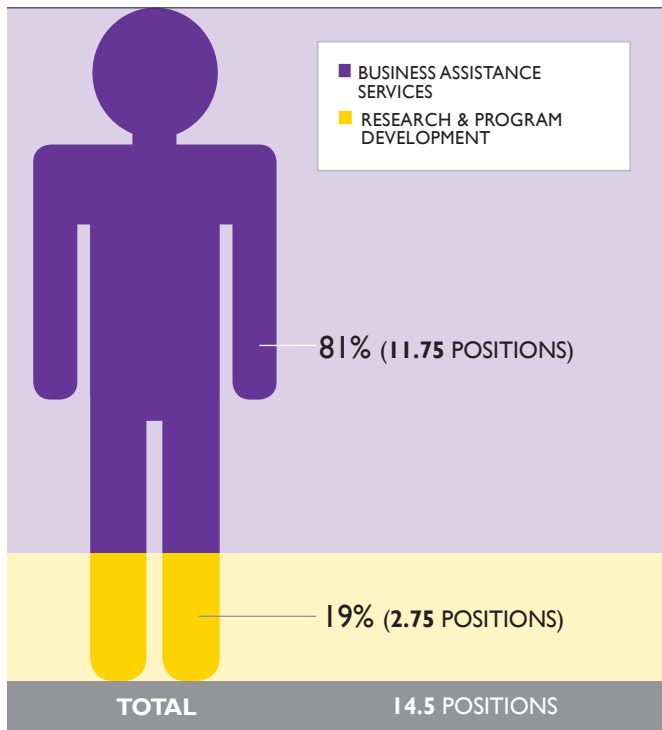 BUSINESS ASSISTANCE
SERVICES
RESEARCH & PROGRAM
DEVELOPMENT
81% (11.75 POSITIONS)
19% (2.75 POSITIONS)
TOTAL 14.5 POSITIONS